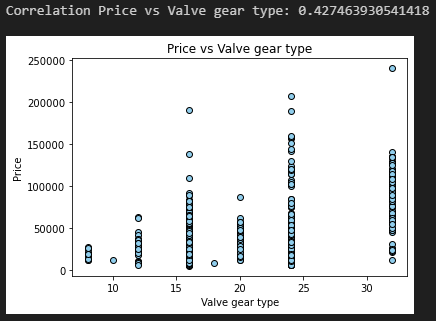 Correlation Price vs Valve gear type: 0.427463930541418
Price vs Valve gear type
250000
200000
150000
Price
100000
50000
0
10 15 20 25 30
Valve gear type